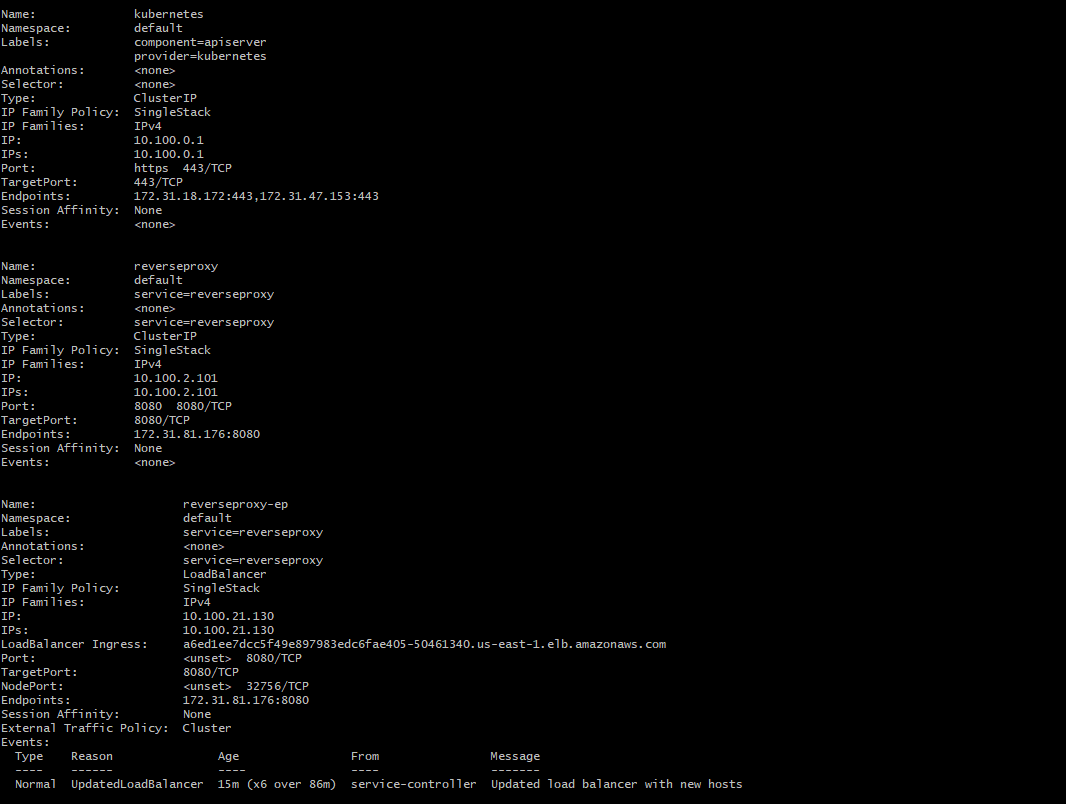 Name:              kubernetes
Namespace:         default
Labels:            component=apiserver
                   provider=kubernetes
Annotations:       <none>
Selector:          <none>
Type:              ClusterIP
IP Family Policy:  SingleStack
IP Families:       IPv4
IP:                10.100.0.1
IPs:               10.100.0.1
Port:              https  443/TCP
TargetPort:        443/TCP
Endpoints:         172.31.18.172:443,172.31.47.153:443
Session Affinity:  None
Events:            <none>

Name:              reverseproxy
Namespace:         default
Labels:            service=reverseproxy
Annotations:       <none>
Selector:          service=reverseproxy
Type:              ClusterIP
IP Family Policy:  SingleStack
IP Families:       IPv4
IP:                10.100.2.101
IPs:               10.100.2.101
Port:              8080  8080/TCP
TargetPort:        8080/TCP
Endpoints:         172.31.81.176:8080
Session Affinity:  None
Events:            <none>

Name:                     reverseproxy-ep
Namespace:                default
Labels:                   service=reverseproxy
Annotations:              <none>
Selector:                 service=reverseproxy
Type:                     LoadBalancer
IP Family Policy:         SingleStack
IP Families:              IPv4
IP:                       10.100.21.130
IPs:                      10.100.21.130
LoadBalancer Ingress:     a6ed1ee7dcc5f49e897983edc6fae405-50461340.us-east-1.elb.amazonaws.com
Port:                     <unset>  8080/TCP
TargetPort:               8080/TCP
NodePort:                 <unset>  32756/TCP
Endpoints:                172.31.81.176:8080
Session Affinity:         None
External Traffic Policy:  Cluster
Events:
  Type    Reason               Age                From                Message
  ----    ------               ----               ----                -------
  Normal  UpdatedLoadBalancer  15m (x6 over 86m)  service-controller  Updated load balancer with new hosts